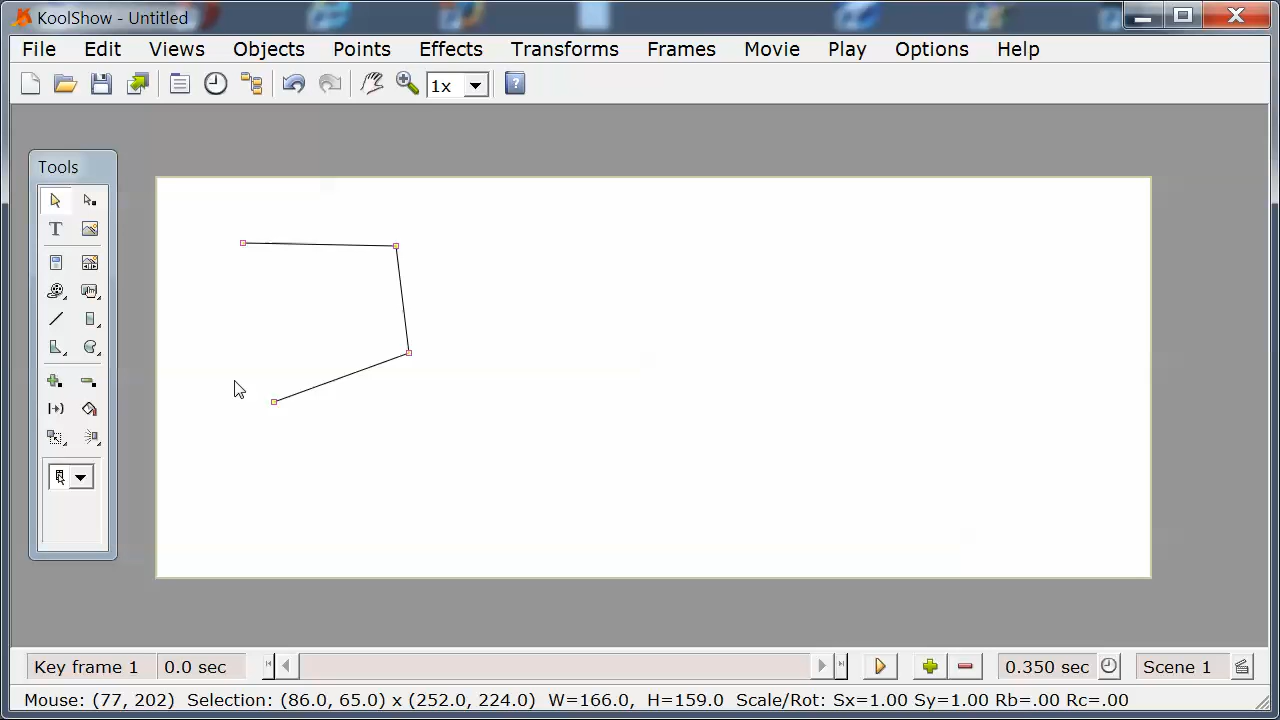 KoolShow - Untitled
File Edit Views Objects Points Effects Transforms Frames Movie Play Options Help
1x
Tools
T
Key frame 1 0.0 sec 0.350 sec Scene 1
Mouse: (77, 202) Selection: (86.0, 65.0) x (252.0, 224.0) W=166.0, H=159.0 Scale/Rot: Sx=1.00 Sy=1.00 Rb=.00 Rc=.00